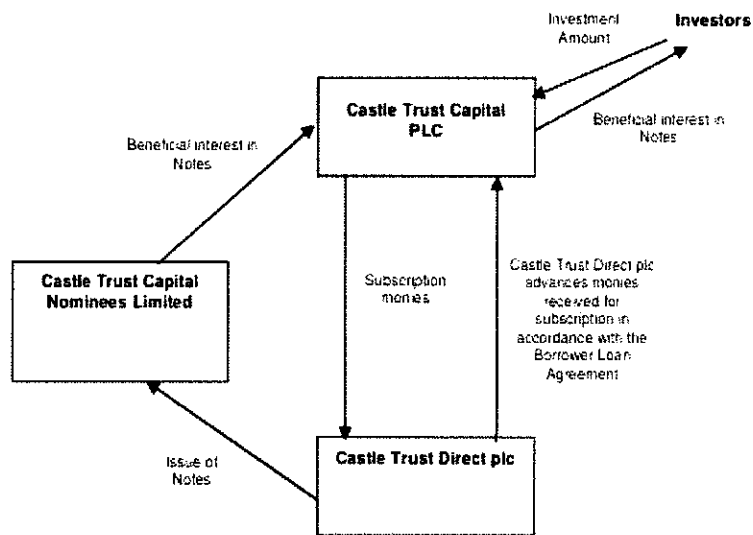 Investment
Amount
Investors
Castle Trust Capital
PLC
Beneficial interest in
Notes
Beneficial interest in
Notes
Castle Trust Capital
Nominees Limited
Subscription
monies
Castle Trust Direct plc
advances monies
received for
subscription in
accordance with the
Borrower Loan
Agreement
Issue of
Notes
Castle Trust Direct plc